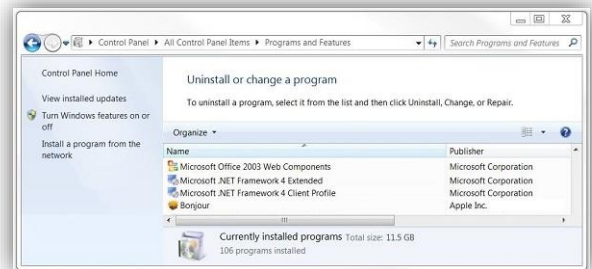 Control Panel ▸ All Control Panel Items ▸ Programs and Features
Search Programs and Features
Control Panel Home
View installed updates
Turn Windows features on or
off
Install a program from the
network
Uninstall or change a program
To uninstall a program, select it from the list and then click Uninstall, Change, or Repair.
Organize
Name Publisher
Microsoft Office 2003 Web Components Microsoft Corporation
Microsoft .NET Framework 4 Extended Microsoft Corporation
Microsoft .NET Framework 4 Client Profile Microsoft Corporation
Bonjour Apple Inc.
Currently installed programs Total size: 11.5 GB
106 programs installed